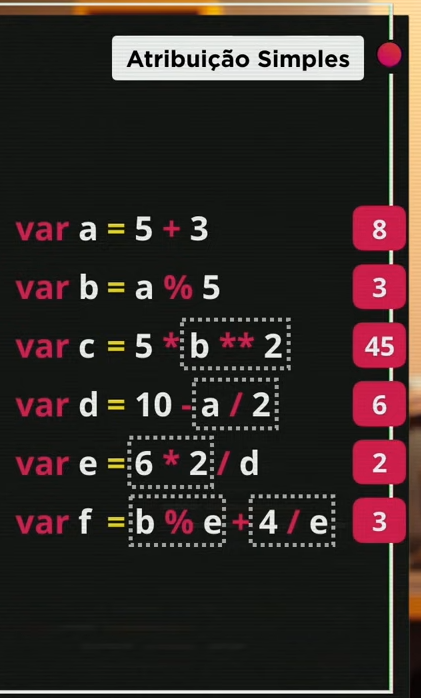 Atribuição Simples
var a = 5 + 3 8
var b = a % 5 3
var c = 5 * b ** 2 45
var d = 10 - a / 2 6
var e = 6 * 2 / d 2
var f = b % e + 4 / e 3